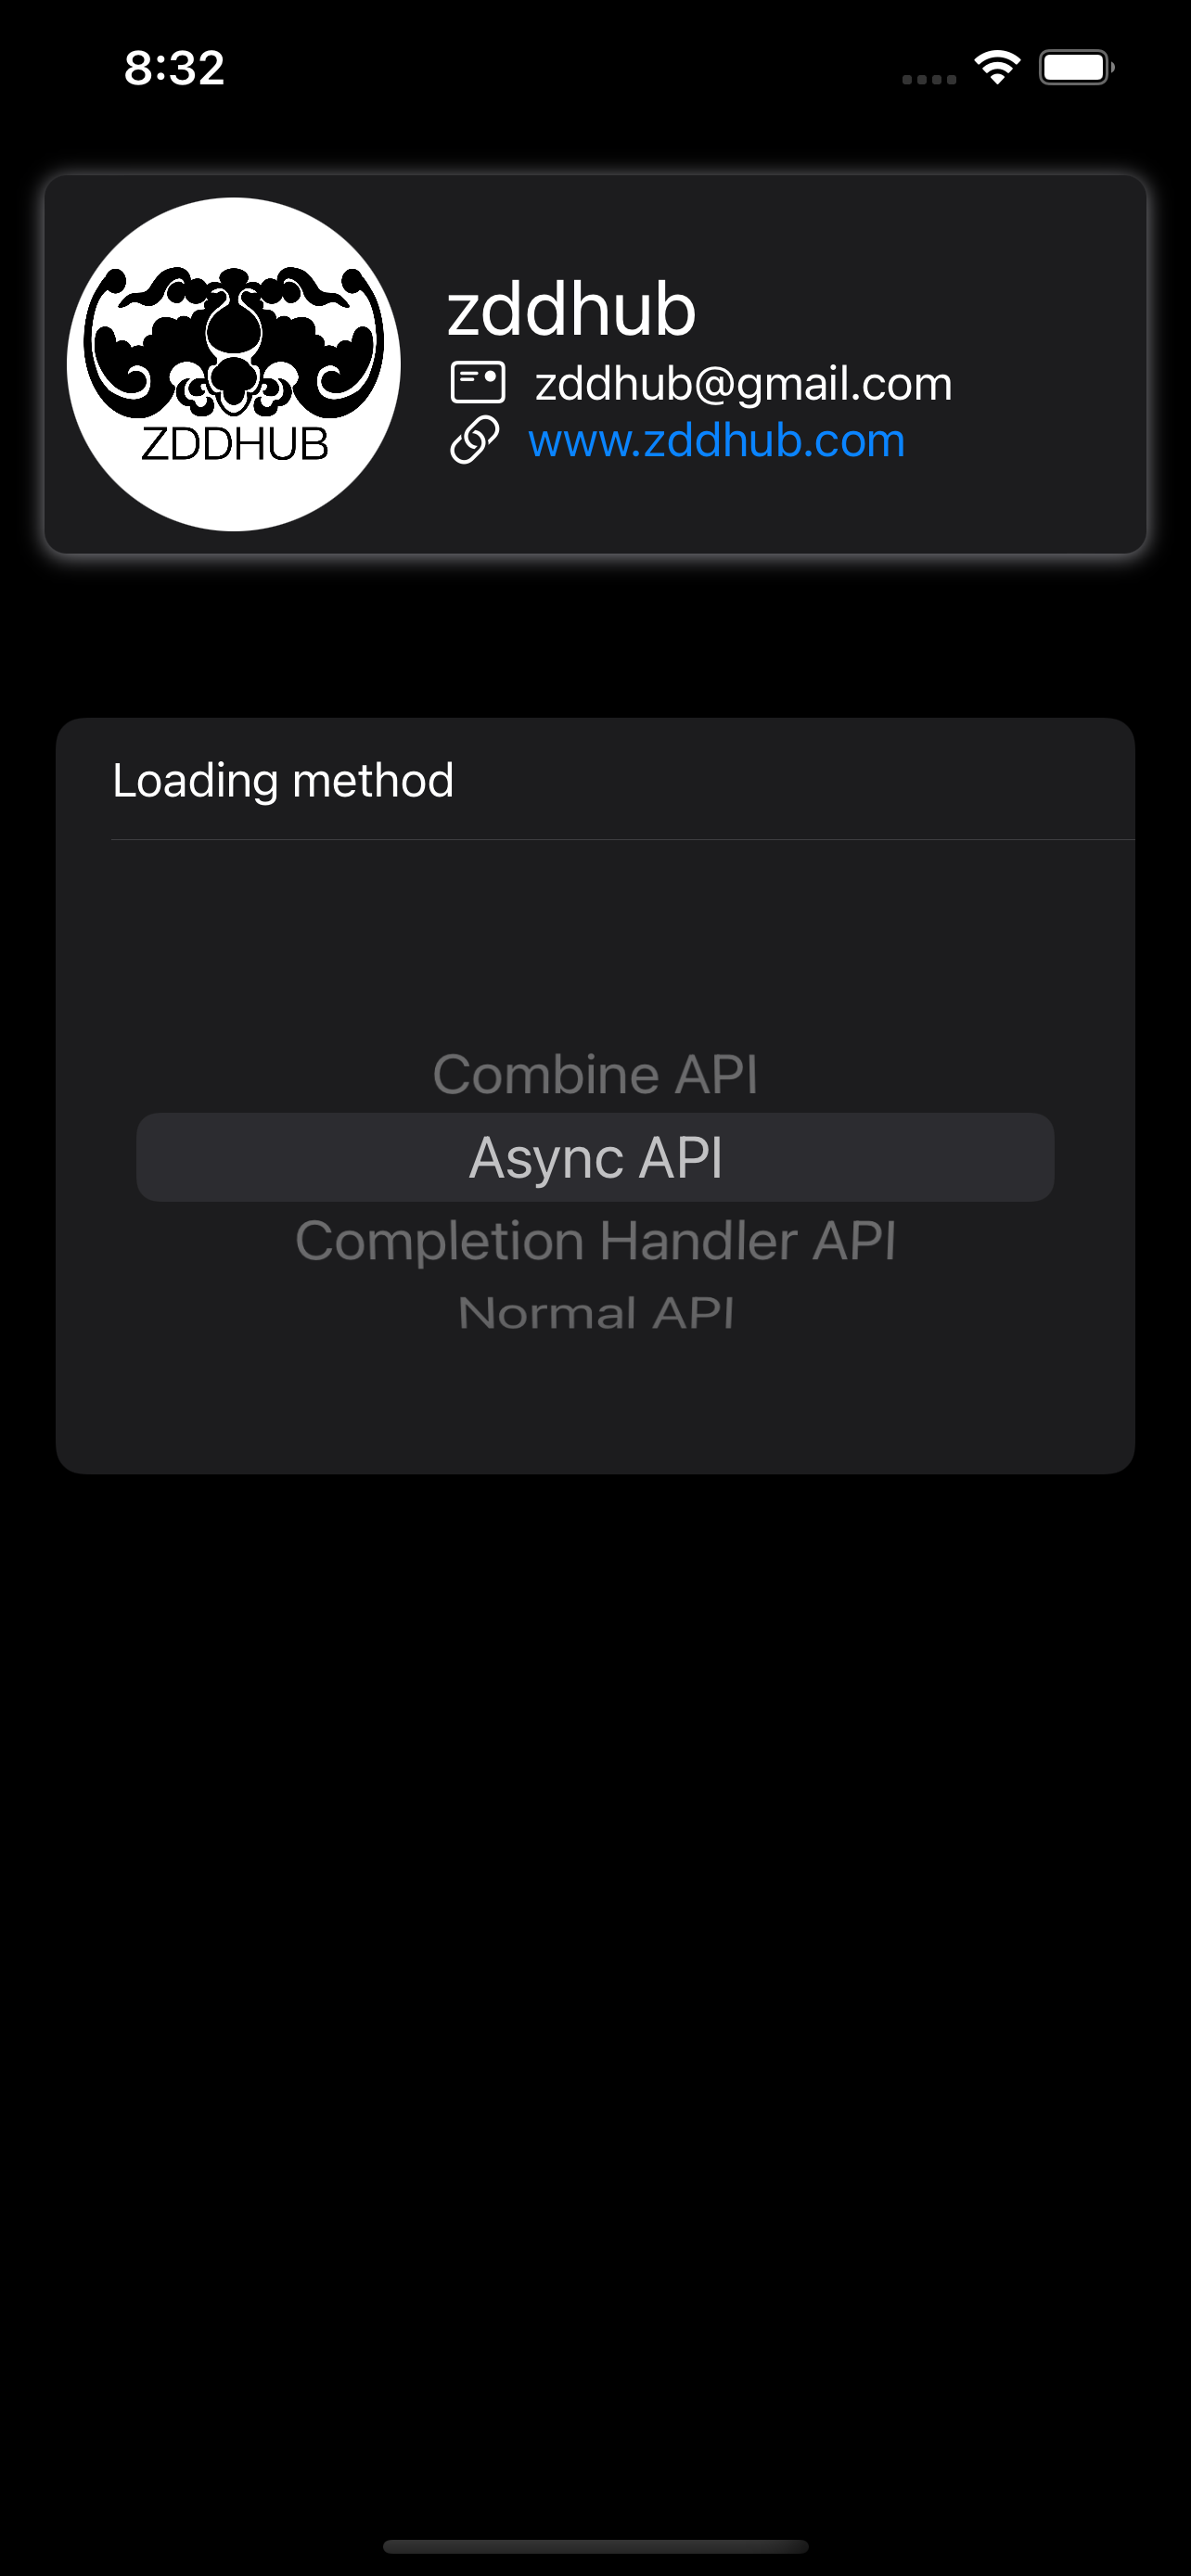 8:32
ZDDHUB
zddhub
zddhub@gmail.com
www.zddhub.com
Loading method
Combine API
Async API
Completion Handler API
Normal API